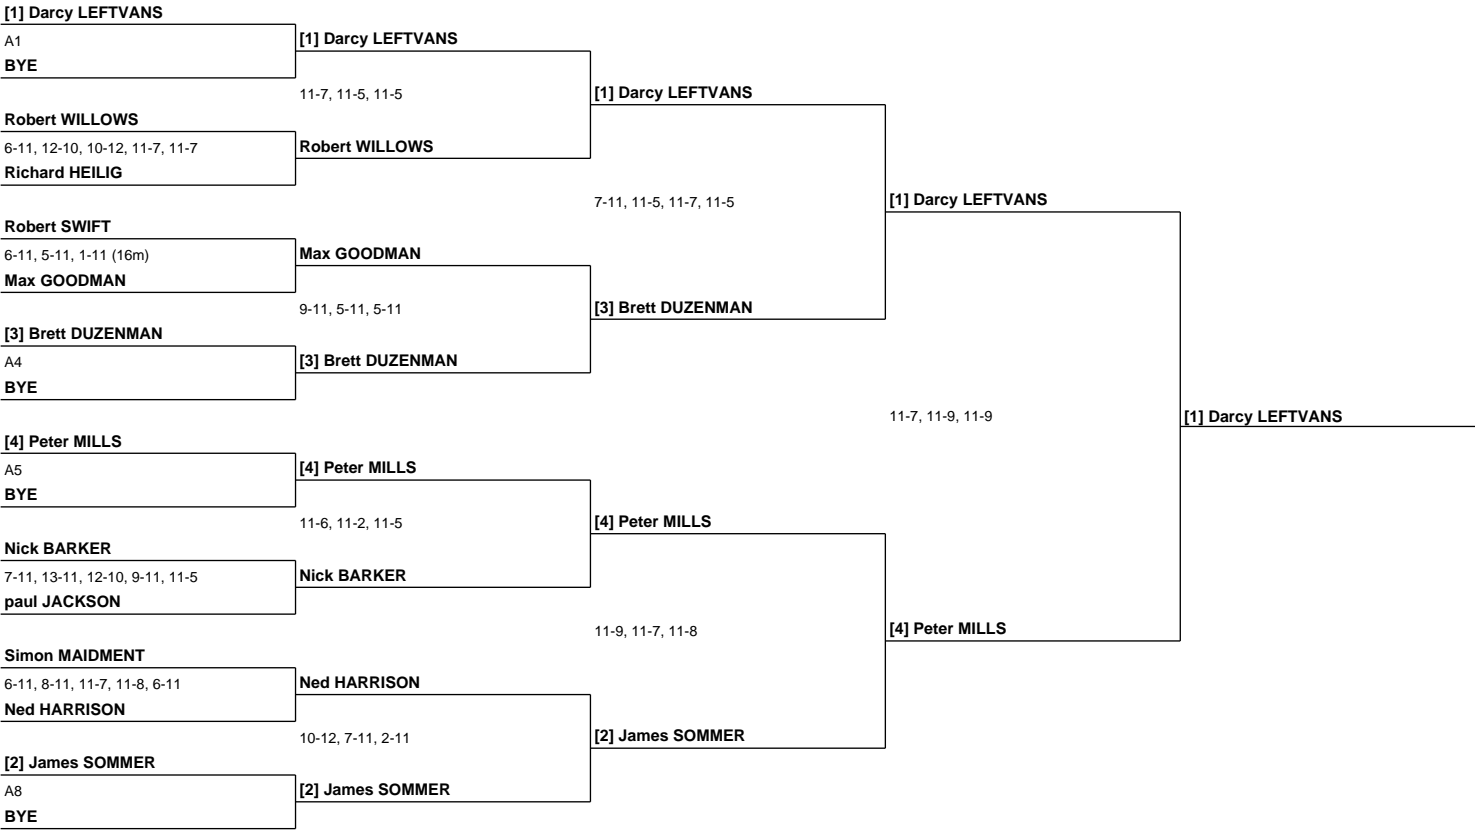 [1] Darcy LEFTVANS
A1
BYE
[1] Darcy LEFTVANS
11-7, 11-5, 11-5
Robert WILLOWS
6-11, 12-10, 10-12, 11-7, 11-7
Richard HEILIG
Robert WILLOWS
[1] Darcy LEFTVANS
7-11, 11-5, 11-7, 11-5
Robert SWIFT
6-11, 5-11, 1-11 (16m)
Max GOODMAN
Max GOODMAN
9-11, 5-11, 5-11
[3] Brett DUZENMAN
A4
BYE
[3] Brett DUZENMAN
[3] Brett DUZENMAN
[1] Darcy LEFTVANS
11-7, 11-9, 11-9
[4] Peter MILLS
A5
BYE
[4] Peter MILLS
11-6, 11-2, 11-5
Nick BARKER
7-11, 13-11, 12-10, 9-11, 11-5
paul JACKSON
Nick BARKER
[4] Peter MILLS
11-9, 11-7, 11-8
Simon MAIDMENT
6-11, 8-11, 11-7, 11-8, 6-11
Ned HARRISON
Ned HARRISON
10-12, 7-11, 2-11
[2] James SOMMER
A8
BYE
[2] James SOMMER
[2] James SOMMER
[4] Peter MILLS
[1] Darcy LEFTVANS